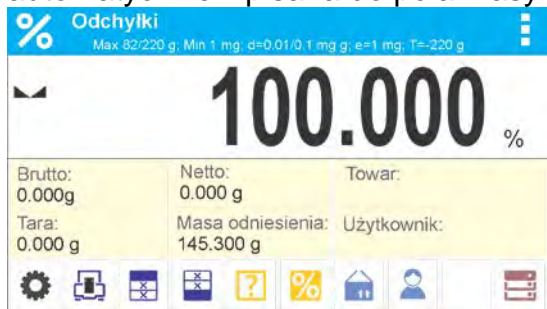 % Odchyłki
Max 82/220 g; Min 1 mg; d=0.01/0.1 mg g; e=1 mg; T=-220 g
100.000 %
Brutto: Netto: Towar:
0.000g 0.000 g
Tara: Masa odniesienia: Użytkownik:
0.000 g 145.300 g
? %